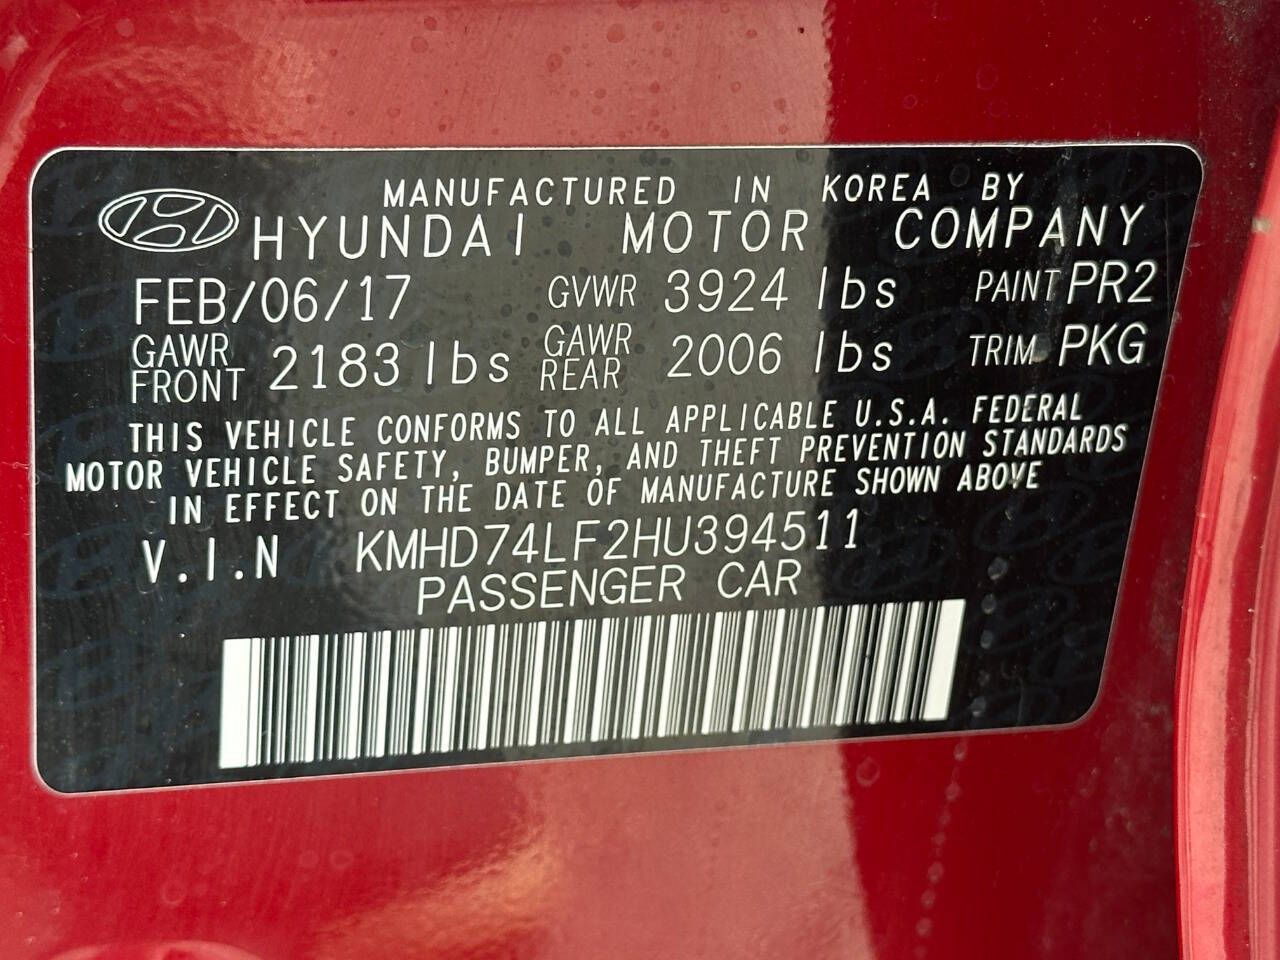 MANUFACTURED IN KOREA BY
HYUNDAI MOTOR COMPANY
FEB/06/17 GVWR 3924 lbs PAINT PR2
GAWR FRONT 2183 lbs GAWR REAR 2006 lbs TRIM PKG
THIS VEHICLE CONFORMS TO ALL APPLICABLE U.S.A. FEDERAL
MOTOR VEHICLE SAFETY, BUMPER, AND THEFT PREVENTION STANDARDS
IN EFFECT ON THE DATE OF MANUFACTURE SHOWN ABOVE
V.I.N KMHD74LF2HU394511
PASSENGER CAR